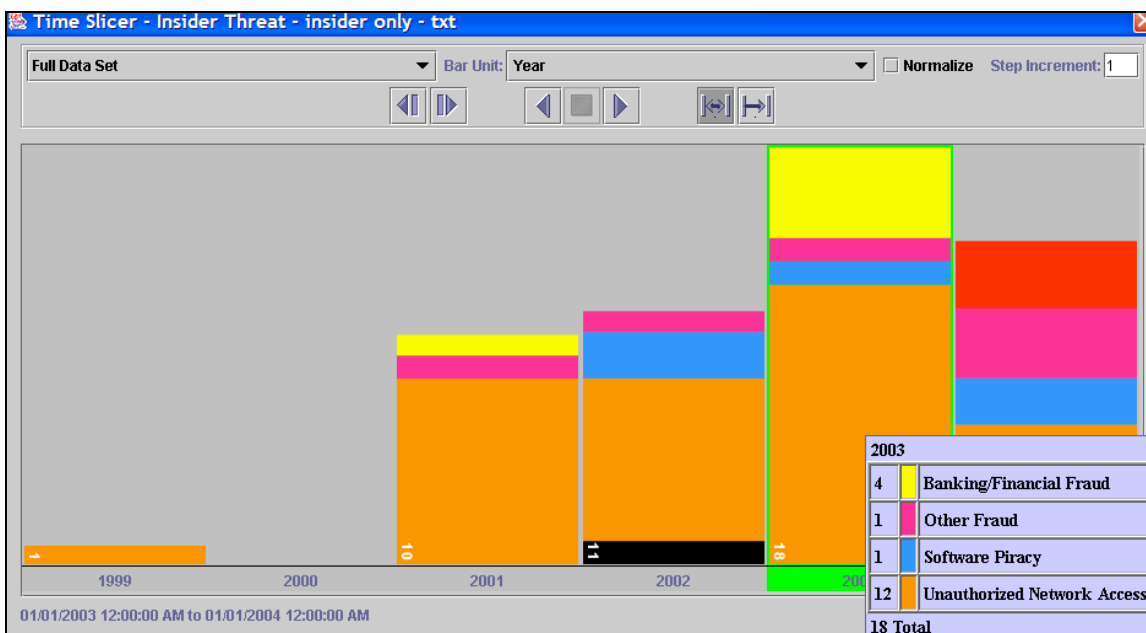 Time Slicer - Insider Threat - insider only - txt
Full Data Set Bar Unit: Year Normalize Step Increment: 1
1
10
11
18
1999 2000 2001 2002
2003
4 Banking/Financial Fraud
1 Other Fraud
1 Software Piracy
12 Unauthorized Network Access
18 Total
01/01/2003 12:00:00 AM to 01/01/2004 12:00:00 AM